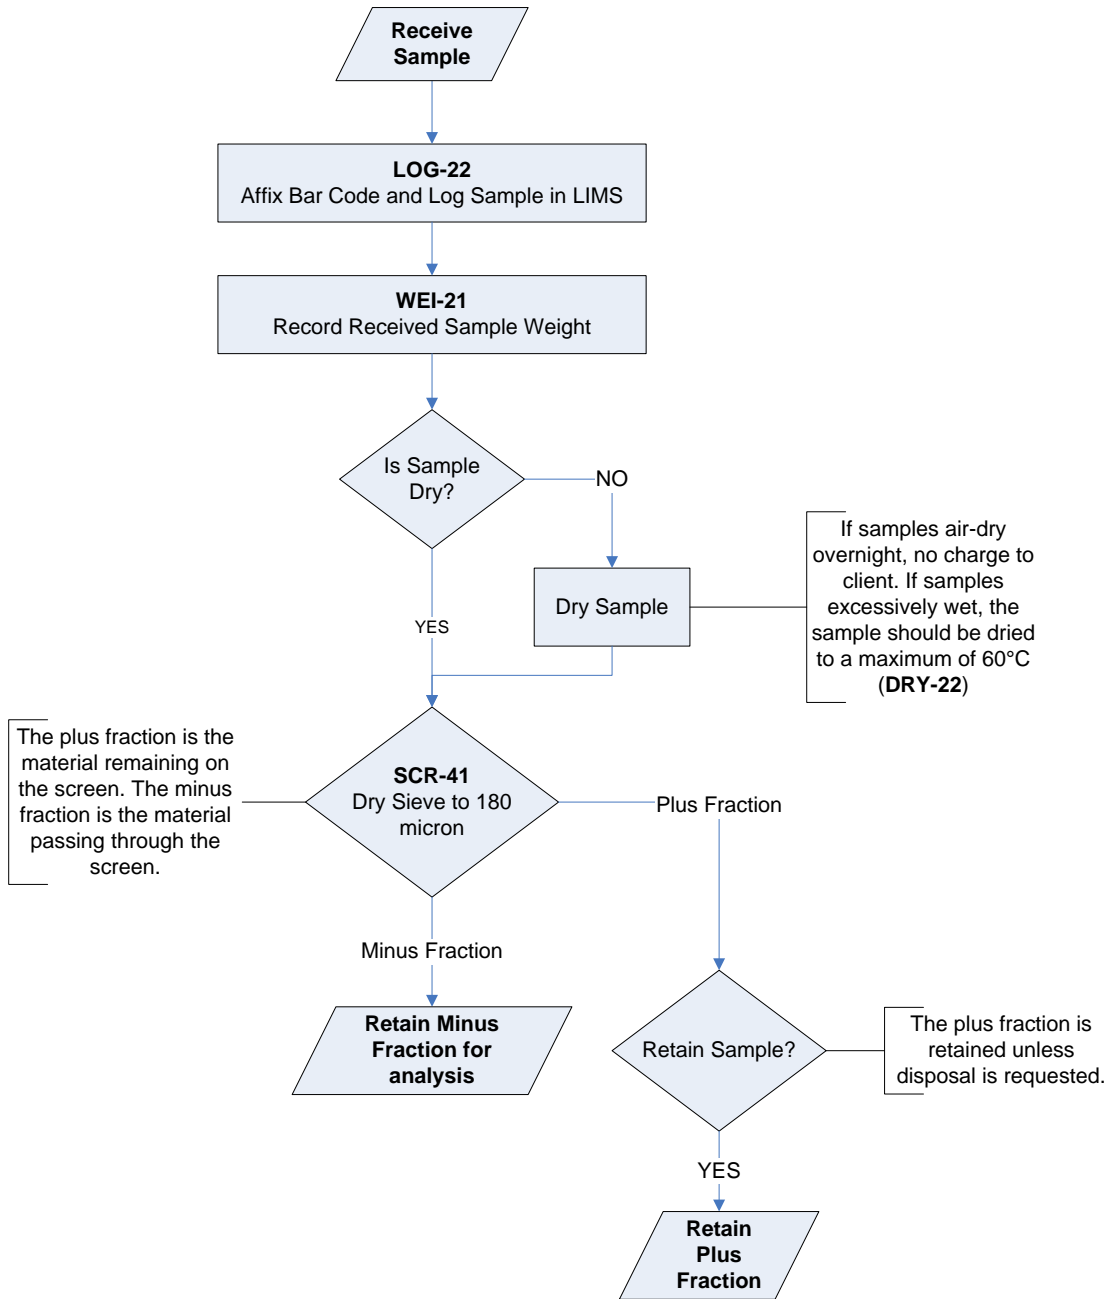 Receive
Sample
LOG-22
Affix Bar Code and Log Sample in LIMS
WEI-21
Record Received Sample Weight
Is Sample
Dry?
NO
If samples air-dry
overnight, no charge to
client. If samples
excessively wet, the
sample should be dried
to a maximum of 60°C
(DRY-22)
Dry Sample
YES
The plus fraction is the
material remaining on
the screen. The minus
fraction is the material
passing through the
screen.
SCR-41
Dry Sieve to 180
micron
Plus Fraction
Minus Fraction
Retain Minus
Fraction for
analysis
Retain Sample?
The plus fraction is
retained unless
disposal is requested.
YES
Retain
Plus
Fraction